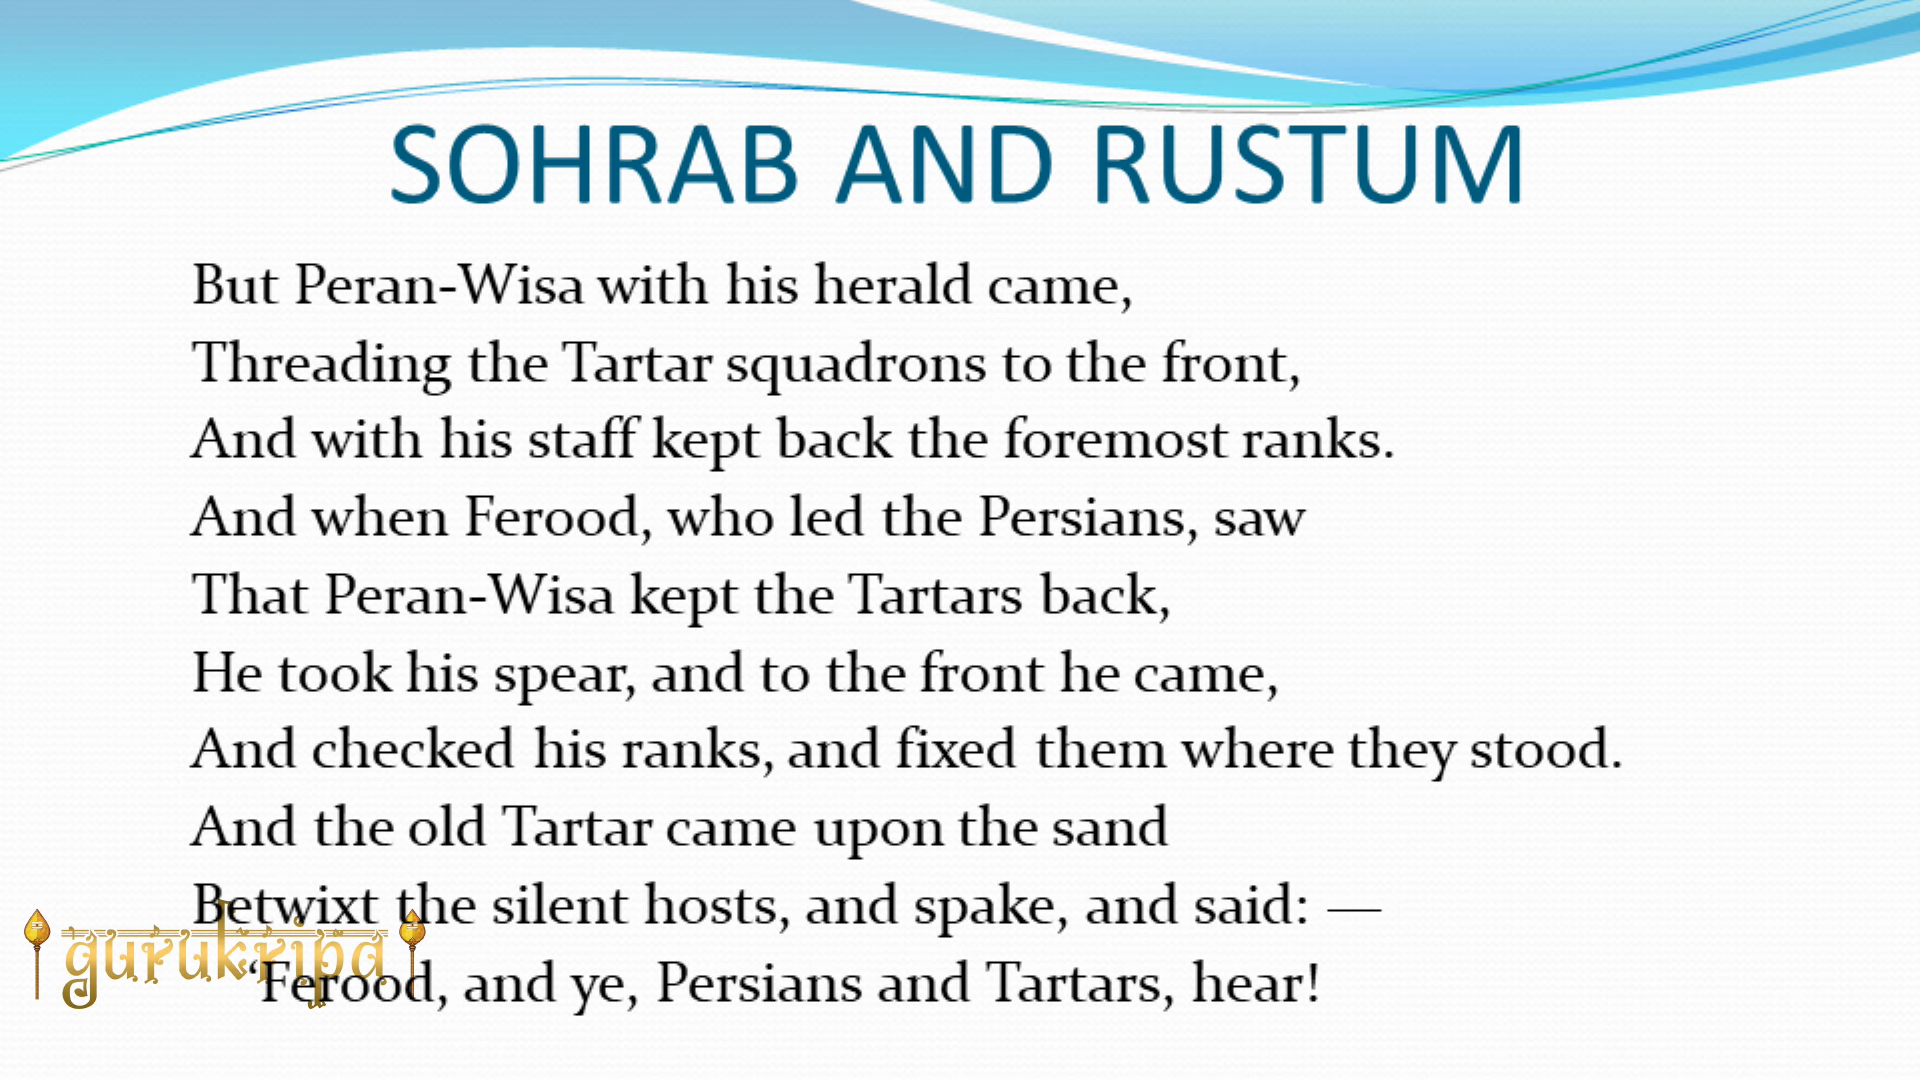 SOHRAB AND RUSTUM
But Peran-Wisa with his herald came,
Threading the Tartar squadrons to the front,
And with his staff kept back the foremost ranks.
And when Ferood, who led the Persians, saw
That Peran-Wisa kept the Tartars back,
He took his spear, and to the front he came,
And checked his ranks, and fixed them where they stood.
And the old Tartar came upon the sand
Betwixt the silent hosts, and spake, and said: —
‘Ferood, and ye, Persians and Tartars, hear!
gurukripa